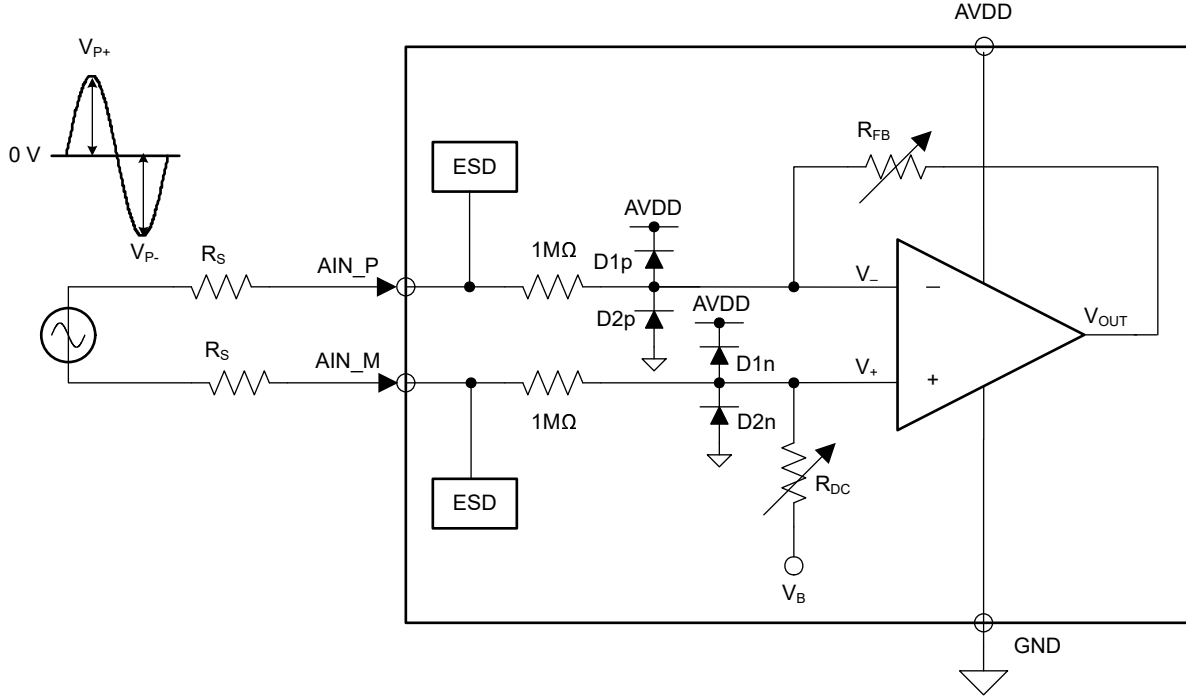 AVDD
V_P+
0 V
V_P-
ESD
R_FB
AVDD
1MΩ
D1p
R_S
AIN_P
V_–
–
D2p
AVDD
V_OUT
R_S
AIN_M
D1n
V_+
+
1MΩ
D2n
ESD
R_DC
V_B
GND